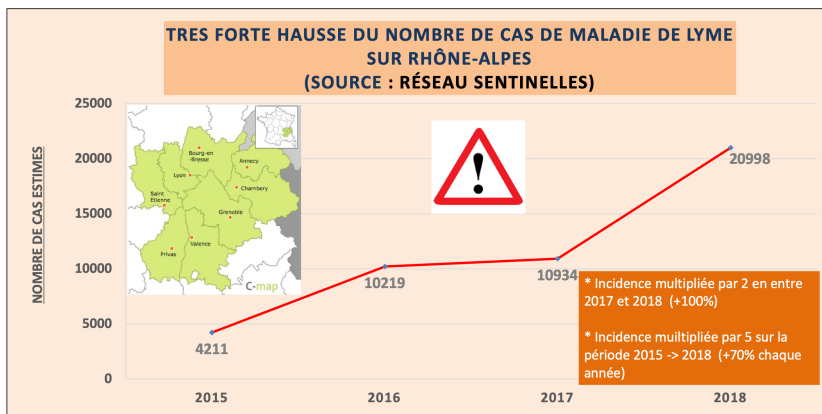 TRES FORTE HAUSSE DU NOMBRE DE CAS DE MALADIE DE LYME
SUR RHÔNE-ALPES
(SOURCE : RÉSEAU SENTINELLES)
NOMBRE DE CAS ESTIMES
25000
20000
15000
10000
5000
0
Bourg-en
-Bresse
Annecy
Lyon
Chambery
Saint
Etienne
Grenoble
Valence
Privas
C-map
!
4211
10219
10934
20998
* Incidence multipliée par 2 en entre
2017 et 2018 (+100%)
* Incidence muiltipliée par 5 sur la
période 2015 -> 2018 (+70% chaque
année)
2015
2016
2017
2018